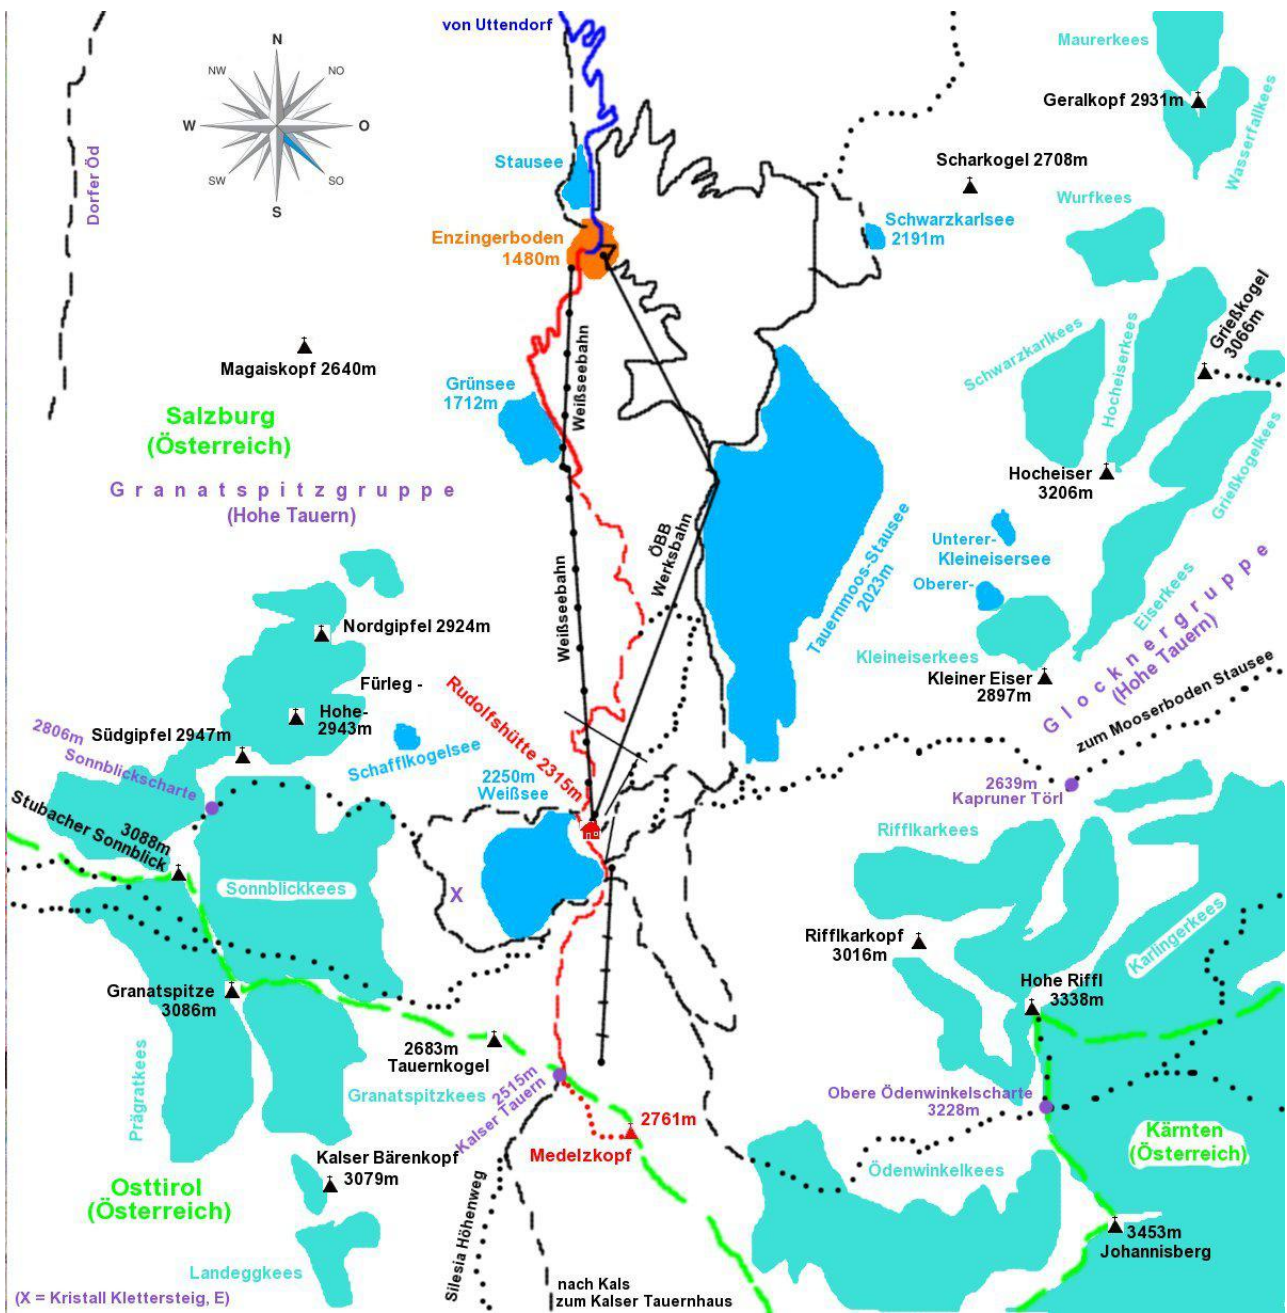 von Uttendorf
Maurerkees
Geralkopf 2931m
Wasserfallkees
N
NW
NO
W
O
SW
SO
S
Dorfer Öd
Stausee
Scharkogel 2708m
Wurfkees
Schwarzkarlsee
2191m
Enzingerboden
1480m
Grießkogel
3066m
Magaiskopf 2640m
Weißseebahn
Schwarzkarlkees
Hocheiserkees
Grünsee
1712m
Salzburg
(Österreich)
Grießkogelkees
Hocheiser
3206m
Granatspitzgruppe
(Hohe Tauern)
ÖBB
Werksbahn
Tauernmoos-Stausee
2023m
Unterer-
Kleineisersee
Oberer-
Eiserkees
Glocknergruppe
(Hohe Tauern)
Weißseebahn
Nordgipfel 2924m
Kleineiserkees
Kleiner Eiser
2897m
Fürleg -
Hohe-
2943m
Rudolfshütte 2315m
Südgipfel 2947m
2806m
Sonnblickscharte
Schafflkogelsee
zum Mooserboden Stausee
2250m
Weißsee
2639m
Kapruner Törl
Stubacher Sonnblick
3088m
Rifflkarkees
Sonnblickkees
X
Rifflkarkopf
3016m
Karlingerkees
Granatspitze
3086m
Hohe Riffl
3338m
2683m
Tauernkogel
Prägratkees
Granatspitzkees
2515m
Kalser Tauern
Obere Ödenwinkelscharte
3228m
2761m
Medelzkopf
Kärnten
(Österreich)
Kalser Bärenkopf
3079m
Ödenwinkelkees
Osttirol
(Österreich)
Silesia Höhenweg
3453m
Johannisberg
Landeggkees
nach Kals
zum Kalser Tauernhaus
(X = Kristall Klettersteig, E)